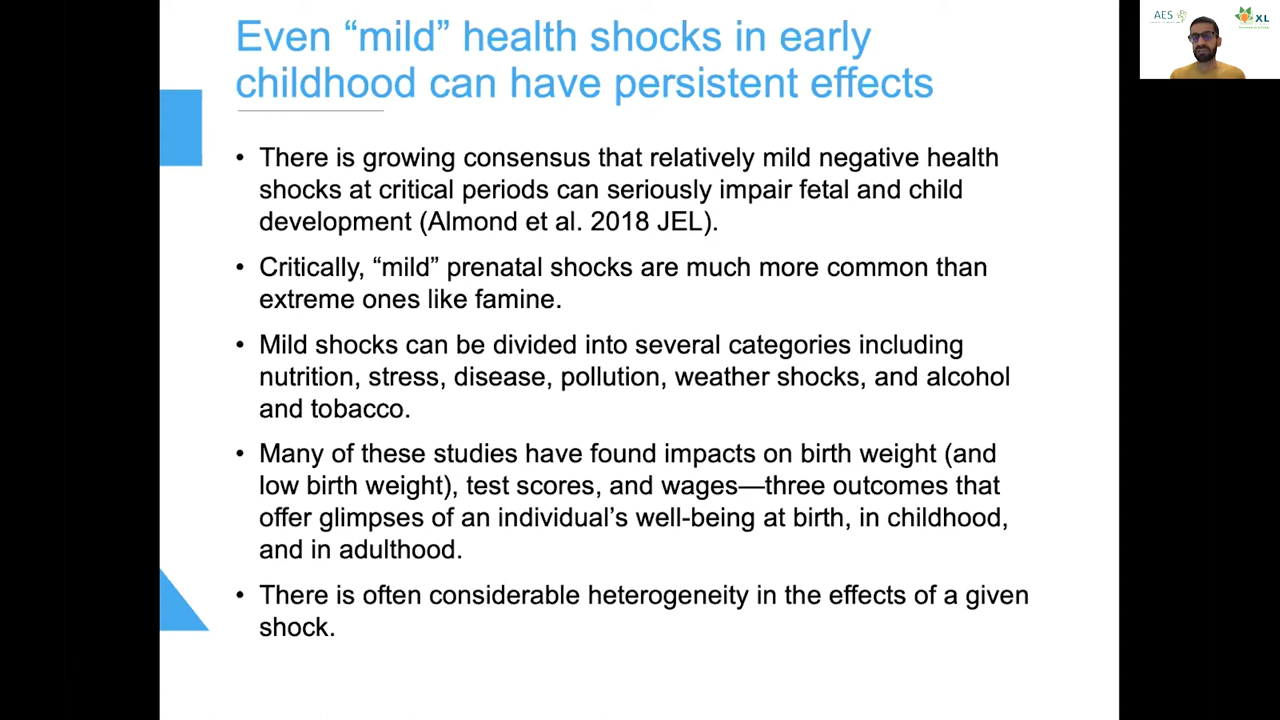 Even “mild” health shocks in early
childhood can have persistent effects
• There is growing consensus that relatively mild negative health
shocks at critical periods can seriously impair fetal and child
development (Almond et al. 2018 JEL).
• Critically, “mild” prenatal shocks are much more common than
extreme ones like famine.
• Mild shocks can be divided into several categories including
nutrition, stress, disease, pollution, weather shocks, and alcohol
and tobacco.
• Many of these studies have found impacts on birth weight (and
low birth weight), test scores, and wages—three outcomes that
offer glimpses of an individual’s well-being at birth, in childhood,
and in adulthood.
• There is often considerable heterogeneity in the effects of a given
shock.
AES
XL